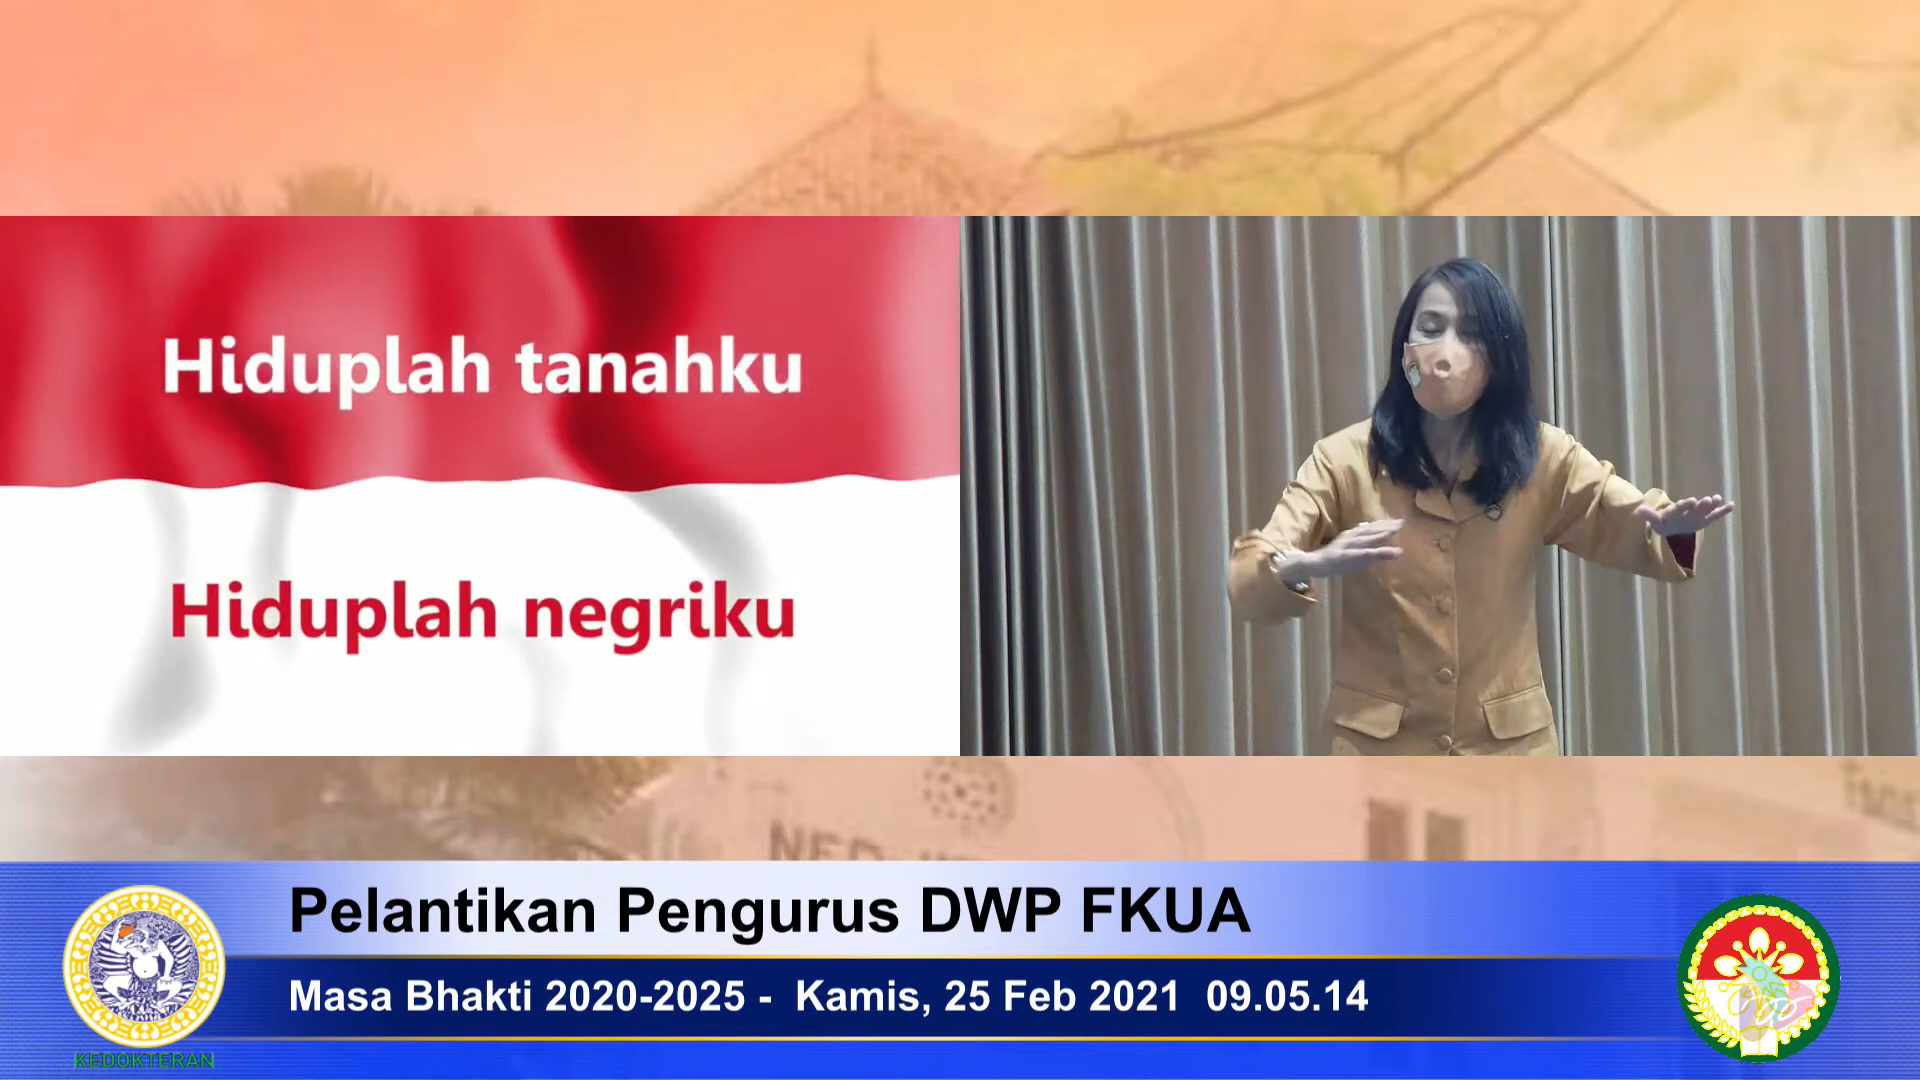 Hiduplah tanahku
Hiduplah negriku
Pelantikan Pengurus DWP FKUA
Masa Bhakti 2020-2025 - Kamis, 25 Feb 2021 09.05.14
KEDOKTERAN